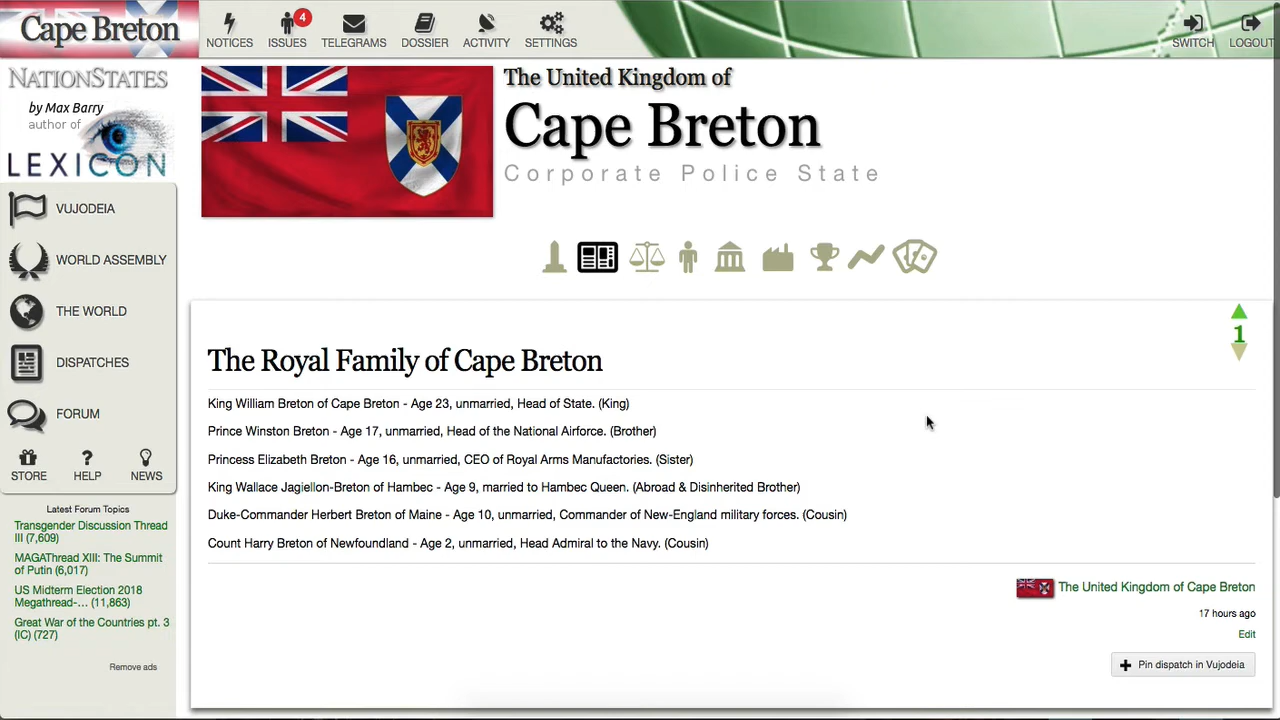 Cape Breton
NOTICES
4
ISSUES
TELEGRAMS
DOSSIER
ACTIVITY
SETTINGS
SWITCH
LOGOUT
NATIONSTATES
by Max Barry
author of
LEXICON
The United Kingdom of
Cape Breton
Corporate Police State
VUJODEIA
WORLD ASSEMBLY
THE WORLD
DISPATCHES
FORUM
STORE
HELP
NEWS
Latest Forum Topics
Transgender Discussion Thread
III (7,609)
MAGAThread XIII: The Summit
of Putin (6,017)
US Midterm Election 2018
Megathread-... (11,863)
Great War of the Countries pt. 3
(IC) (727)
Remove ads
1
The Royal Family of Cape Breton
King William Breton of Cape Breton - Age 23, unmarried, Head of State. (King)
Prince Winston Breton - Age 17, unmarried, Head of the National Airforce. (Brother)
Princess Elizabeth Breton - Age 16, unmarried, CEO of Royal Arms Manufactories. (Sister)
King Wallace Jagiellon-Breton of Hambec - Age 9, married to Hambec Queen. (Abroad & Disinherited Brother)
Duke-Commander Herbert Breton of Maine - Age 10, unmarried, Commander of New-England military forces. (Cousin)
Count Harry Breton of Newfoundland - Age 2, unmarried, Head Admiral to the Navy. (Cousin)
The United Kingdom of Cape Breton
17 hours ago
Edit
Pin dispatch in Vujodeia